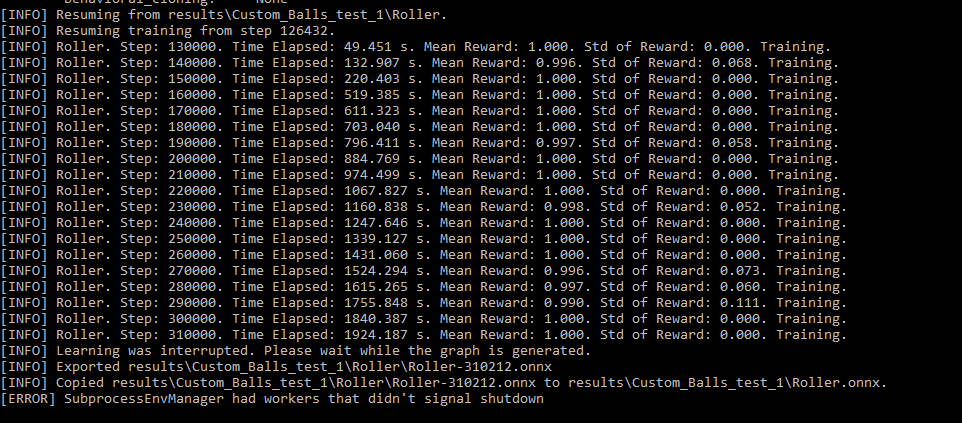 Behavioral_cloning: None
[INFO] Resuming from results\Custom_Balls_test_1\Roller.
[INFO] Resuming training from step 126432.
[INFO] Roller. Step: 130000. Time Elapsed: 49.451 s. Mean Reward: 1.000. Std of Reward: 0.000. Training.
[INFO] Roller. Step: 140000. Time Elapsed: 132.907 s. Mean Reward: 0.996. Std of Reward: 0.068. Training.
[INFO] Roller. Step: 150000. Time Elapsed: 220.403 s. Mean Reward: 1.000. Std of Reward: 0.000. Training.
[INFO] Roller. Step: 160000. Time Elapsed: 519.385 s. Mean Reward: 1.000. Std of Reward: 0.000. Training.
[INFO] Roller. Step: 170000. Time Elapsed: 611.323 s. Mean Reward: 1.000. Std of Reward: 0.000. Training.
[INFO] Roller. Step: 180000. Time Elapsed: 703.040 s. Mean Reward: 1.000. Std of Reward: 0.000. Training.
[INFO] Roller. Step: 190000. Time Elapsed: 796.411 s. Mean Reward: 0.997. Std of Reward: 0.058. Training.
[INFO] Roller. Step: 200000. Time Elapsed: 884.769 s. Mean Reward: 1.000. Std of Reward: 0.000. Training.
[INFO] Roller. Step: 210000. Time Elapsed: 974.499 s. Mean Reward: 1.000. Std of Reward: 0.000. Training.
[INFO] Roller. Step: 220000. Time Elapsed: 1067.827 s. Mean Reward: 1.000. Std of Reward: 0.000. Training.
[INFO] Roller. Step: 230000. Time Elapsed: 1160.838 s. Mean Reward: 0.998. Std of Reward: 0.052. Training.
[INFO] Roller. Step: 240000. Time Elapsed: 1247.646 s. Mean Reward: 1.000. Std of Reward: 0.000. Training.
[INFO] Roller. Step: 250000. Time Elapsed: 1339.127 s. Mean Reward: 1.000. Std of Reward: 0.000. Training.
[INFO] Roller. Step: 260000. Time Elapsed: 1431.060 s. Mean Reward: 1.000. Std of Reward: 0.000. Training.
[INFO] Roller. Step: 270000. Time Elapsed: 1524.294 s. Mean Reward: 0.996. Std of Reward: 0.073. Training.
[INFO] Roller. Step: 280000. Time Elapsed: 1615.265 s. Mean Reward: 0.997. Std of Reward: 0.060. Training.
[INFO] Roller. Step: 290000. Time Elapsed: 1755.848 s. Mean Reward: 0.990. Std of Reward: 0.111. Training.
[INFO] Roller. Step: 300000. Time Elapsed: 1840.387 s. Mean Reward: 1.000. Std of Reward: 0.000. Training.
[INFO] Roller. Step: 310000. Time Elapsed: 1924.187 s. Mean Reward: 1.000. Std of Reward: 0.000. Training.
[INFO] Learning was interrupted. Please wait while the graph is generated.
[INFO] Exported results\Custom_Balls_test_1\Roller\Roller-310212.onnx
[INFO] Copied results\Custom_Balls_test_1\Roller\Roller-310212.onnx to results\Custom_Balls_test_1\Roller.onnx.
[ERROR] SubprocessEnvManager had workers that didn't signal shutdown